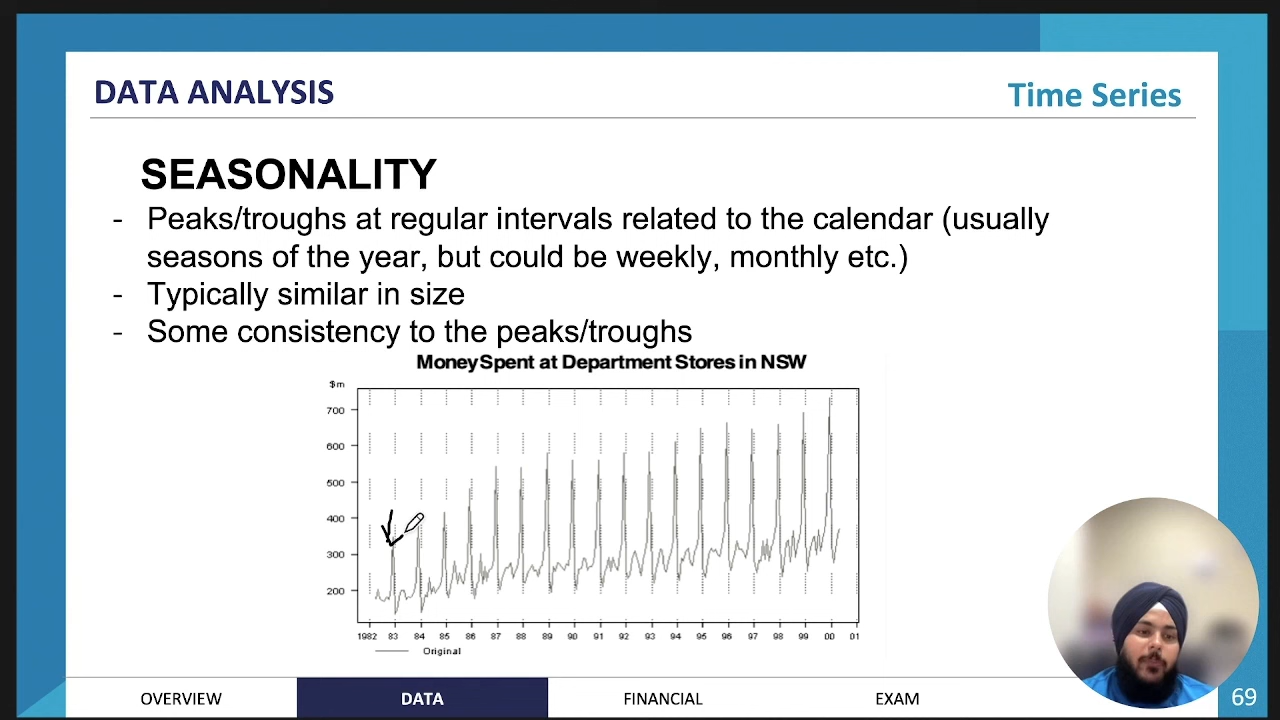 DATA ANALYSIS
Time Series
SEASONALITY
- Peaks/troughs at regular intervals related to the calendar (usually
seasons of the year, but could be weekly, monthly etc.)
- Typically similar in size
- Some consistency to the peaks/troughs
Money Spent at Department Stores in NSW
$m
700
600
500
400
300
200
1982 83 84 85 86 87 88 89 90 91 92 93 94 95 96 97 98 99 00 01
Original
OVERVIEW DATA FINANCIAL EXAM
69